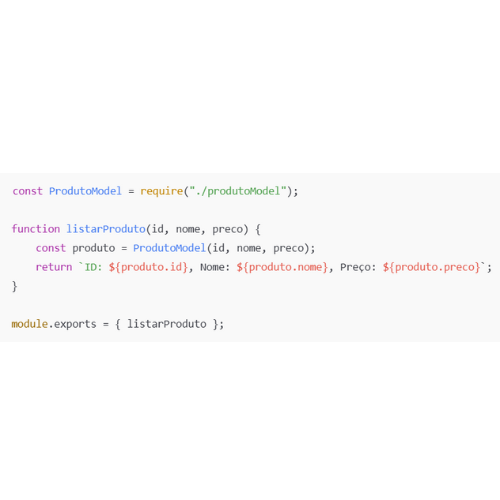 const ProdutoModel = require("./produtoModel");
function listarProduto(id, nome, preco) {
    const produto = ProdutoModel(id, nome, preco);
    return `ID: ${produto.id}, Nome: ${produto.nome}, Preço: ${produto.preco}`;
}
module.exports = { listarProduto };